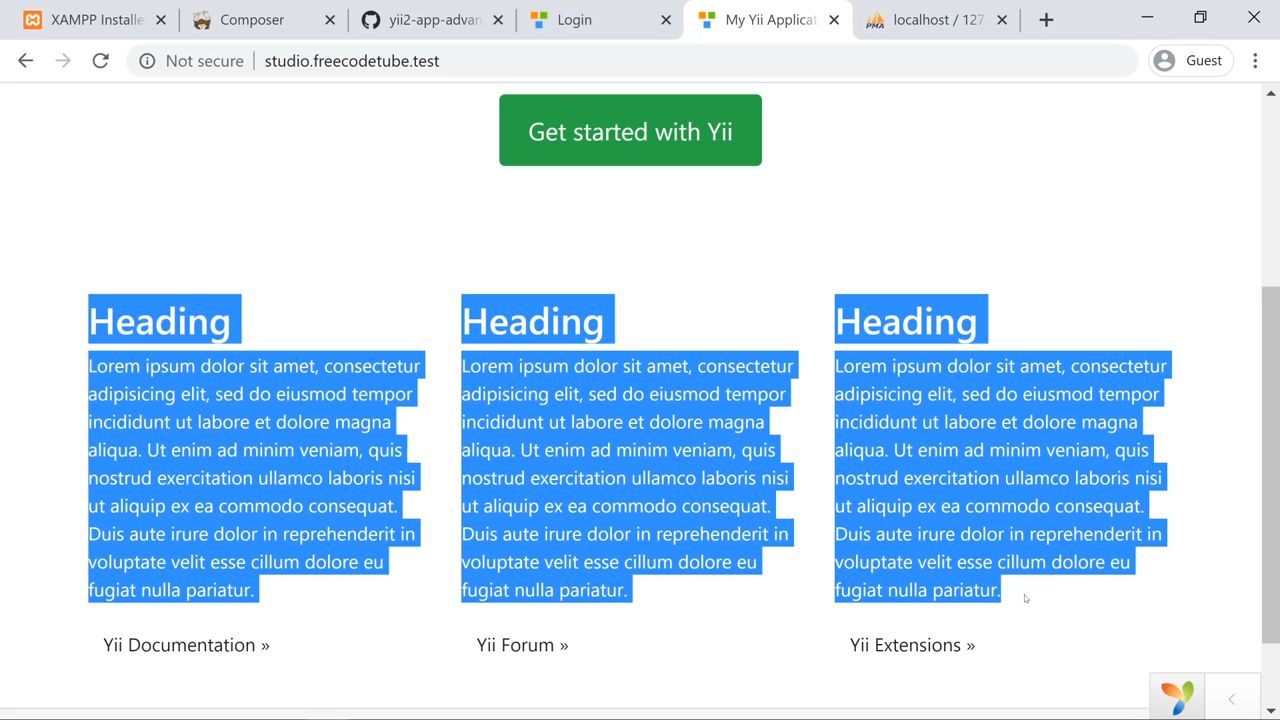 XAMPP Installe
Composer
yii2-app-advan
Login
My Yii Applicat
PMA
localhost / 127
Not secure
studio.freecodetube.test
Guest
Get started with Yii
Heading
Lorem ipsum dolor sit amet, consectetur
adipisicing elit, sed do eiusmod tempor
incididunt ut labore et dolore magna
aliqua. Ut enim ad minim veniam, quis
nostrud exercitation ullamco laboris nisi
ut aliquip ex ea commodo consequat.
Duis aute irure dolor in reprehenderit in
voluptate velit esse cillum dolore eu
fugiat nulla pariatur.
Yii Documentation »
Heading
Lorem ipsum dolor sit amet, consectetur
adipisicing elit, sed do eiusmod tempor
incididunt ut labore et dolore magna
aliqua. Ut enim ad minim veniam, quis
nostrud exercitation ullamco laboris nisi
ut aliquip ex ea commodo consequat.
Duis aute irure dolor in reprehenderit in
voluptate velit esse cillum dolore eu
fugiat nulla pariatur.
Yii Forum »
Heading
Lorem ipsum dolor sit amet, consectetur
adipisicing elit, sed do eiusmod tempor
incididunt ut labore et dolore magna
aliqua. Ut enim ad minim veniam, quis
nostrud exercitation ullamco laboris nisi
ut aliquip ex ea commodo consequat.
Duis aute irure dolor in reprehenderit in
voluptate velit esse cillum dolore eu
fugiat nulla pariatur.
Yii Extensions »